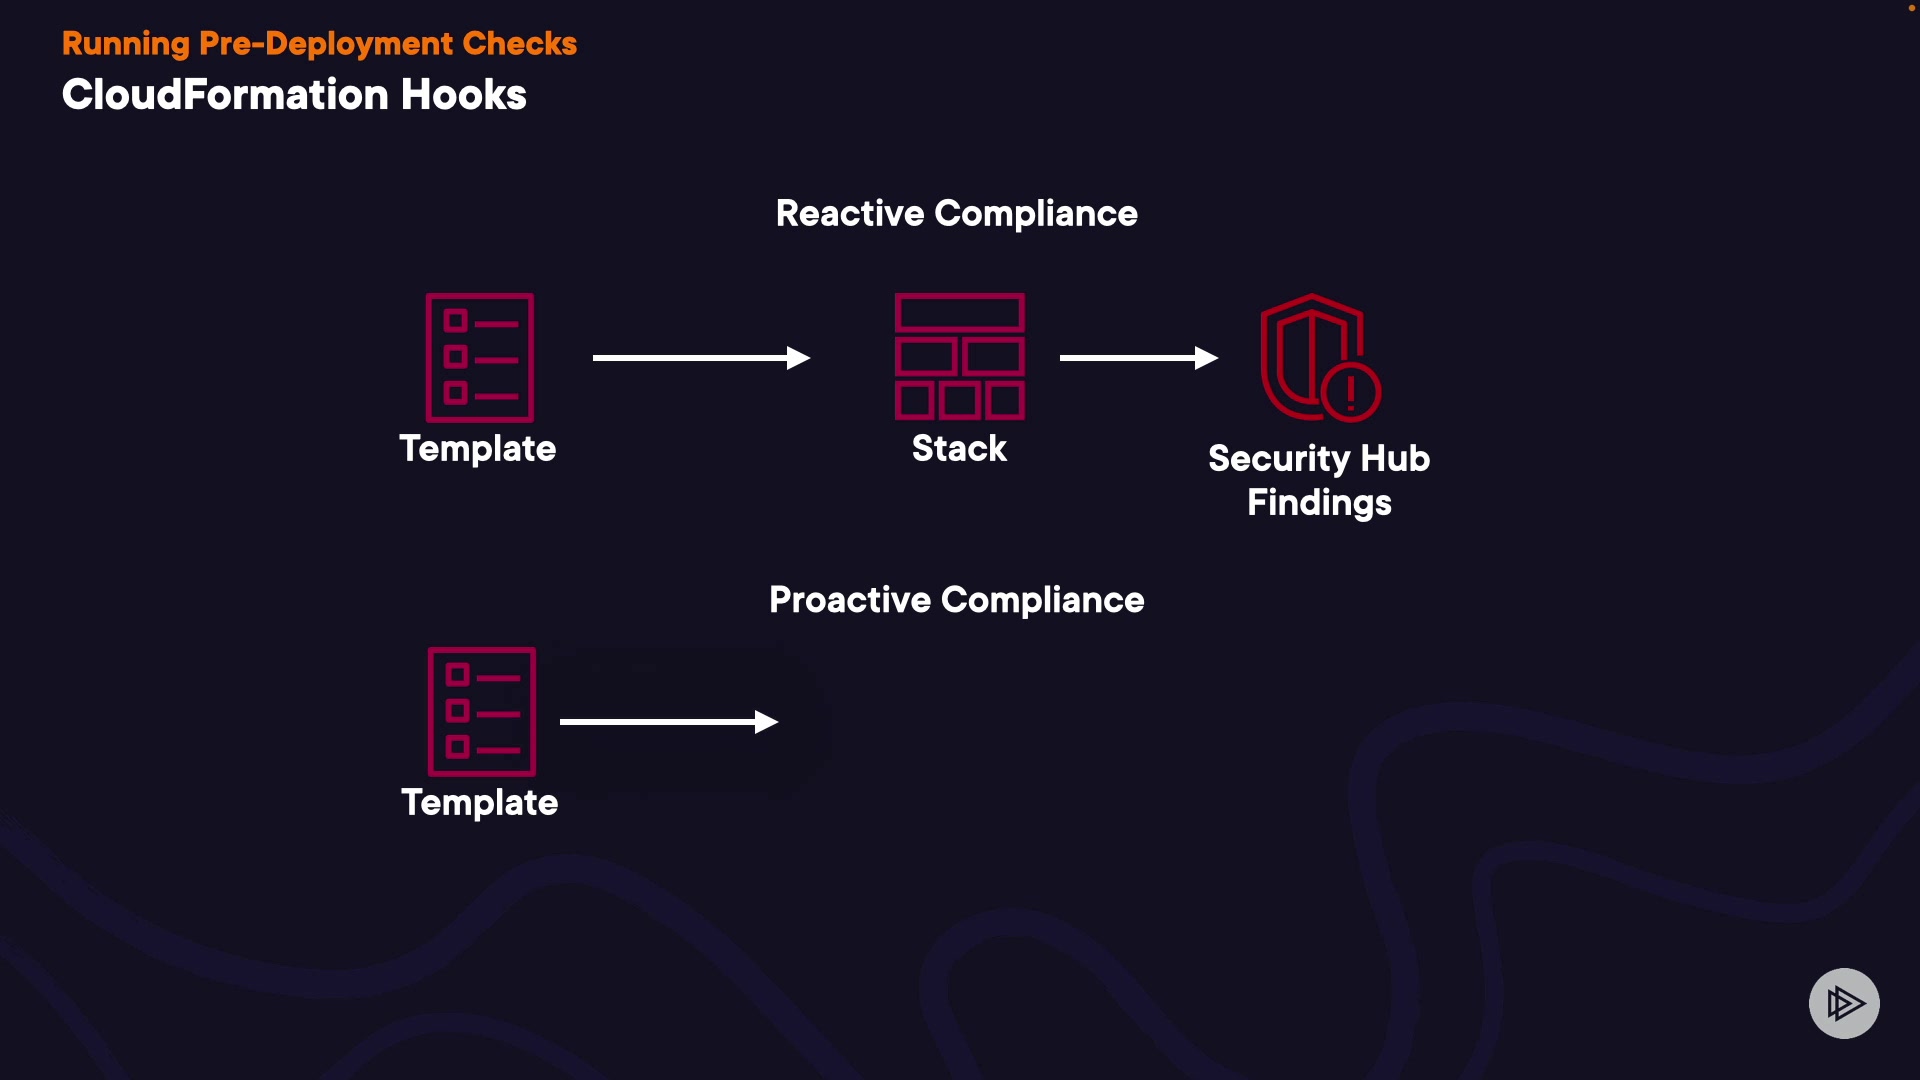 Running Pre-Deployment Checks
CloudFormation Hooks
Reactive Compliance
Template
Stack
Security Hub
Findings
Proactive Compliance
Template